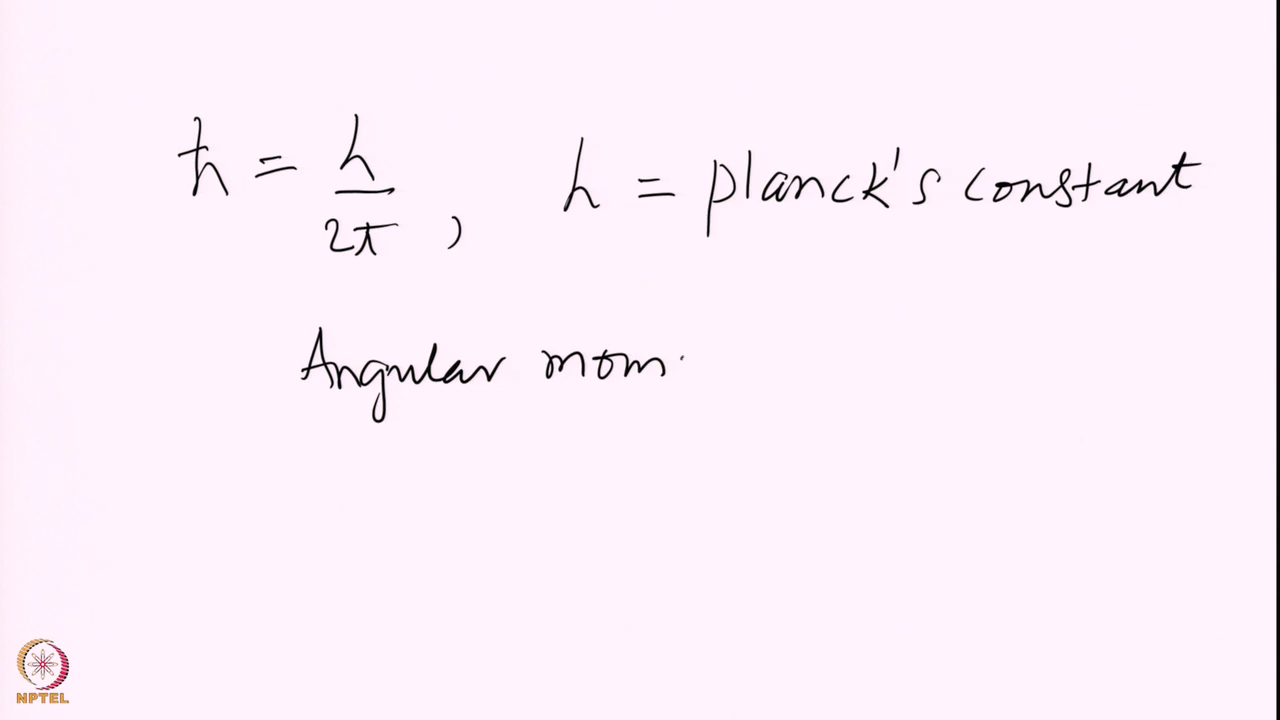 ħ = h/2π, h = planck's constant
Angular mom.
NPTEL